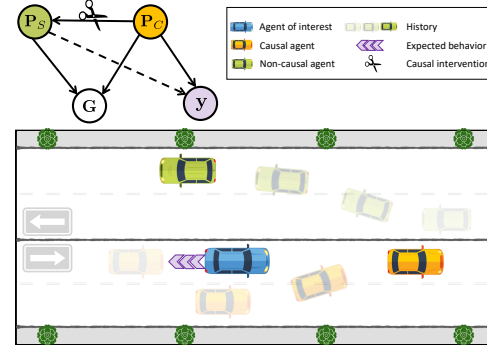 P_S
P_C
G
y
Agent of interest
History
Causal agent
Expected behavior
Non-causal agent
Causal intervention